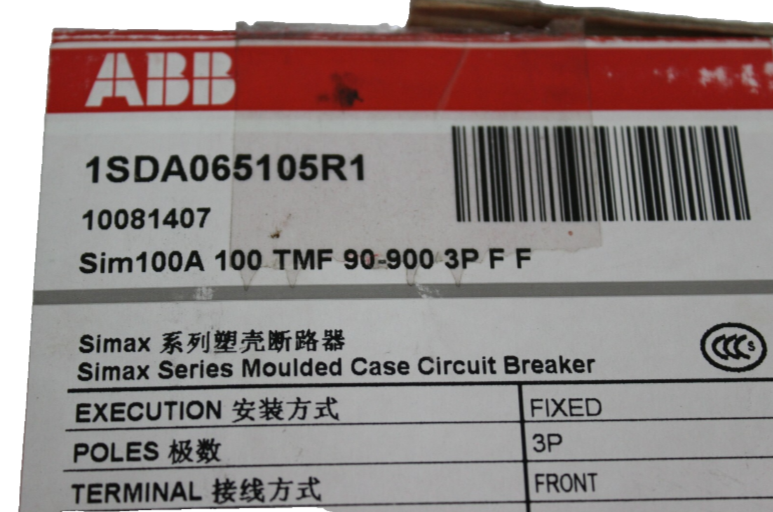 ABB
1SDA065105R1
10081407
Sim100A 100 TMF 90-900 3P F F
Simax 系列塑壳断路器
Simax Series Moulded Case Circuit Breaker
CCC S
EXECUTION 安装方式 FIXED
POLES 极数 3P
TERMINAL 接线方式 FRONT